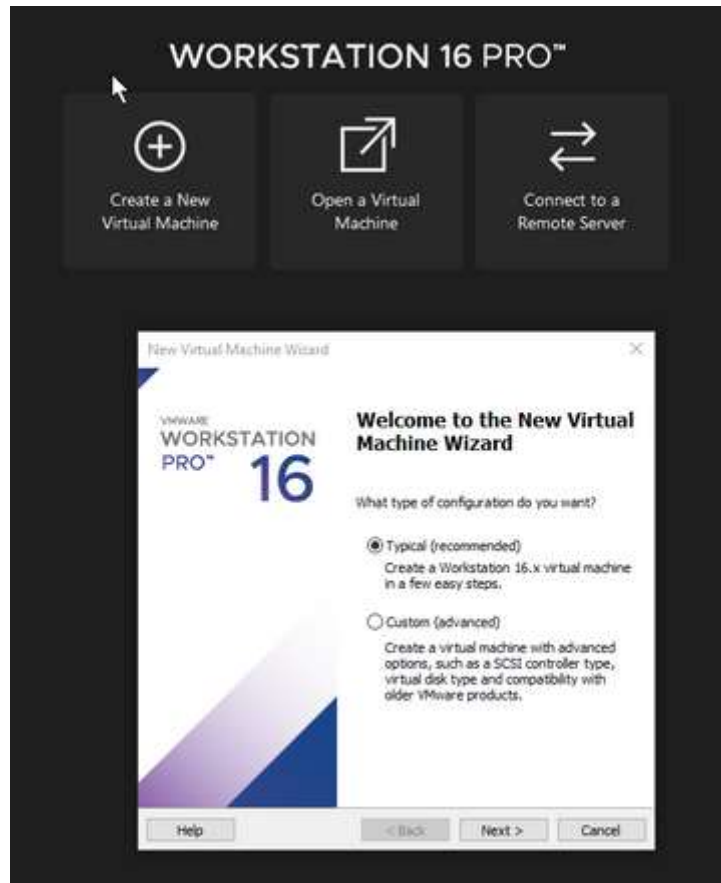 WORKSTATION 16 PRO™
Create a New
Virtual Machine
Open a Virtual
Machine
Connect to a
Remote Server
New Virtual Machine Wizard
VMWARE
WORKSTATION
PRO™ 16
Welcome to the New Virtual
Machine Wizard
What type of configuration do you want?
Typical (recommended)
Create a Workstation 16.x virtual machine
in a few easy steps.
Custom (advanced)
Create a virtual machine with advanced
options, such as a SCSI controller type,
virtual disk type and compatibility with
older VMware products.
Help
< Back
Next >
Cancel